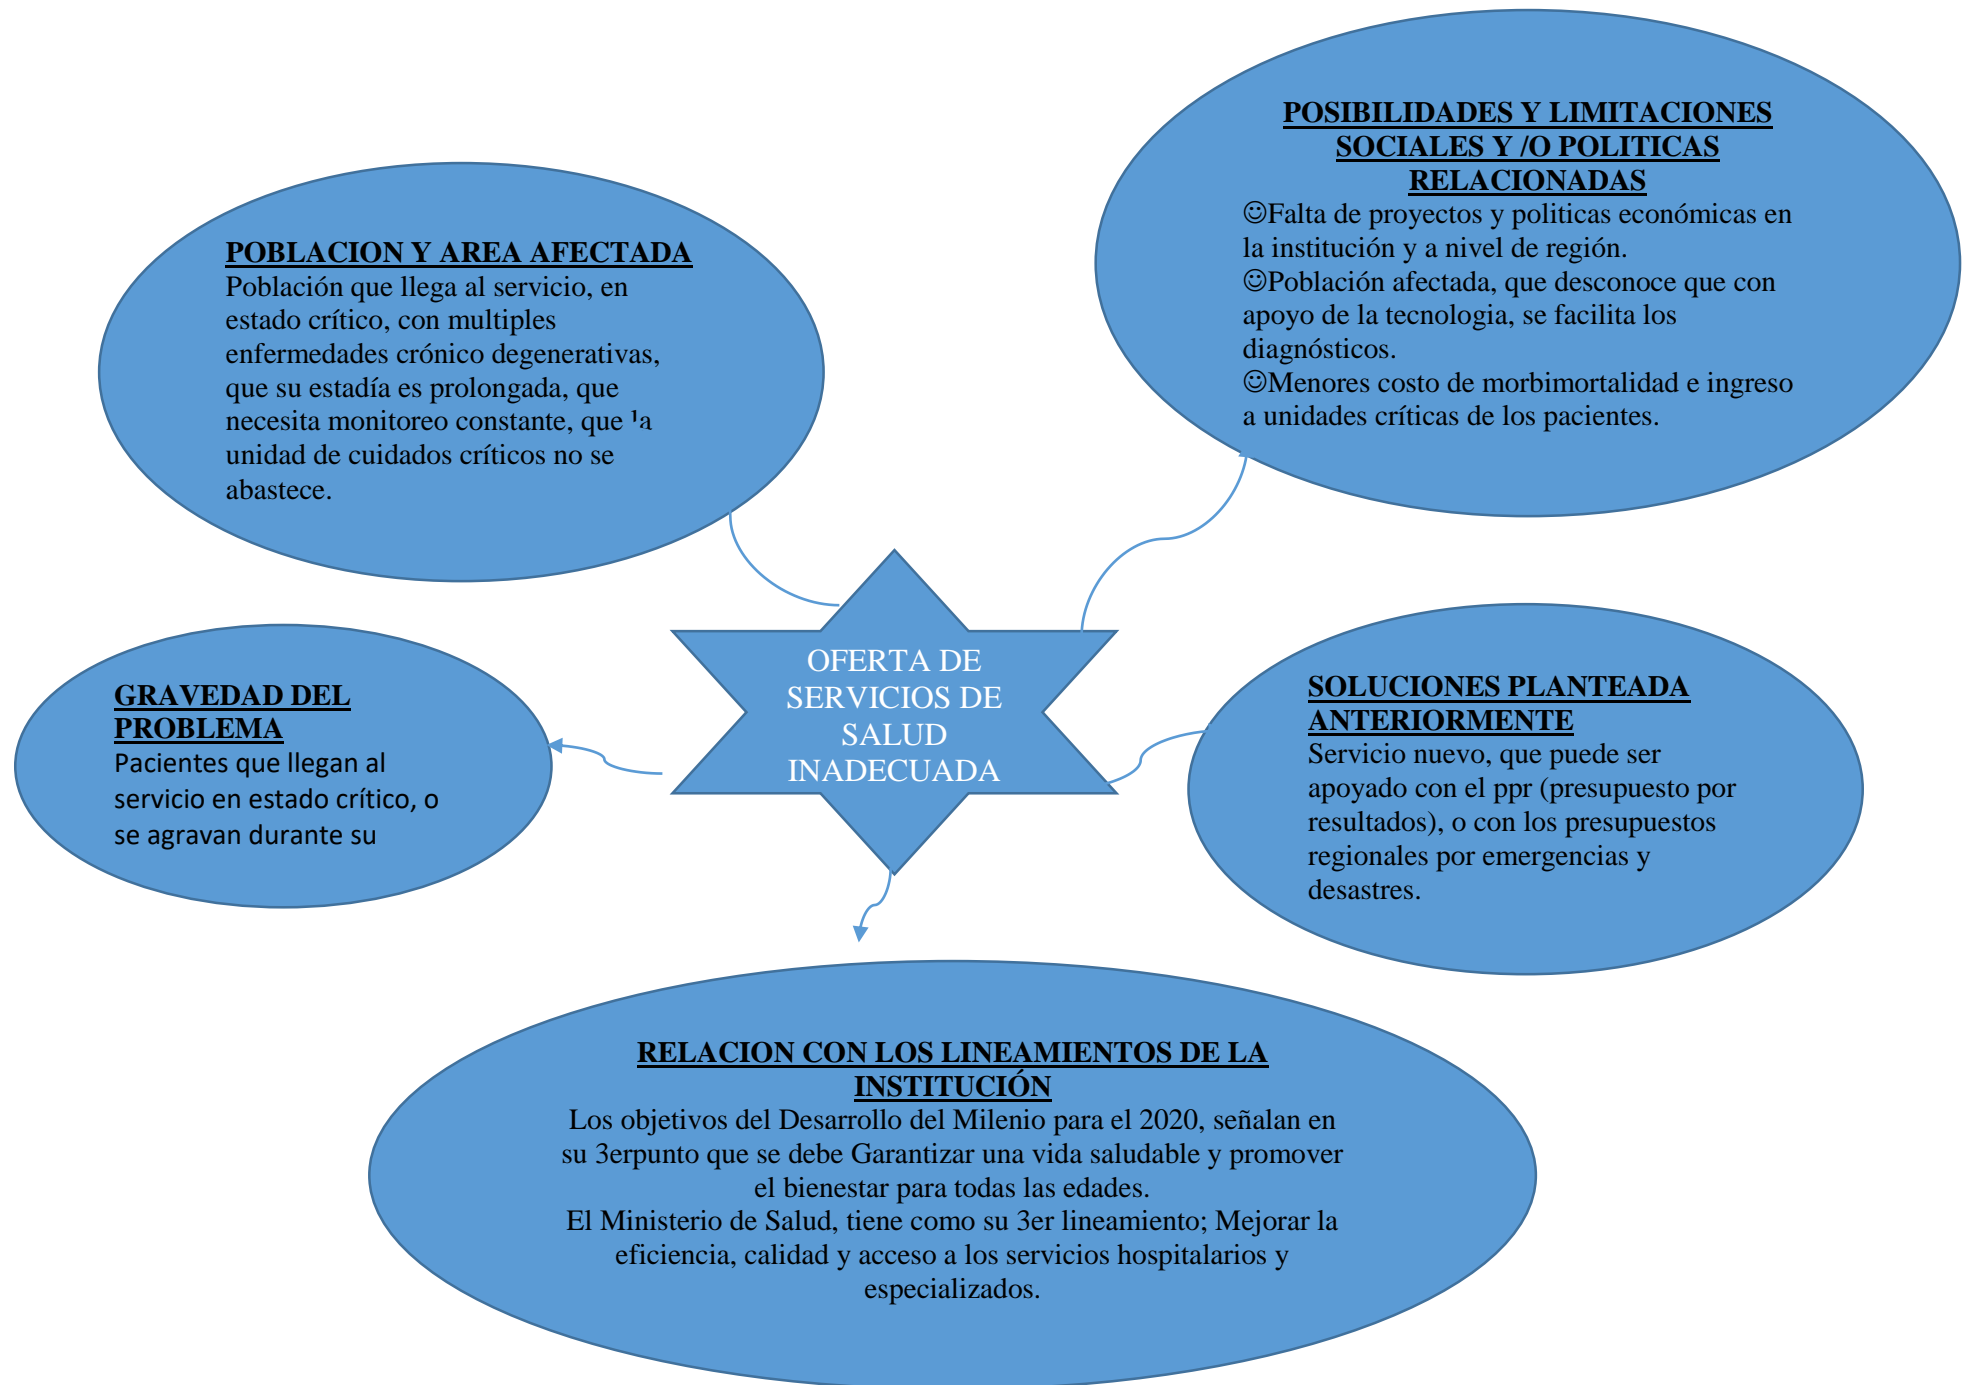 POBLACION Y AREA AFECTADA
Población que llega al servicio, en
estado crítico, con multiples
enfermedades crónico degenerativas,
que su estadía es prolongada, que
necesita monitoreo constante, que la
unidad de cuidados críticos no se
abastece.
POSIBILIDADES Y LIMITACIONES
SOCIALES Y /O POLITICAS
RELACIONADAS
☺Falta de proyectos y politicas económicas en
la institución y a nivel de región.
☺Población afectada, que desconoce que con
apoyo de la tecnologia, se facilita los
diagnósticos.
☺Menores costo de morbimortalidad e ingreso
a unidades críticas de los pacientes.
OFERTA DE
SERVICIOS DE
SALUD
INADECUADA
GRAVEDAD DEL
PROBLEMA
Pacientes que llegan al
servicio en estado crítico, o
se agravan durante su
SOLUCIONES PLANTEADA
ANTERIORMENTE
Servicio nuevo, que puede ser
apoyado con el ppr (presupuesto por
resultados), o con los presupuestos
regionales por emergencias y
desastres.
RELACION CON LOS LINEAMIENTOS DE LA
INSTITUCIÓN
Los objetivos del Desarrollo del Milenio para el 2020, señalan en
su 3erpunto que se debe Garantizar una vida saludable y promover
el bienestar para todas las edades.
El Ministerio de Salud, tiene como su 3er lineamiento; Mejorar la
eficiencia, calidad y acceso a los servicios hospitalarios y
especializados.